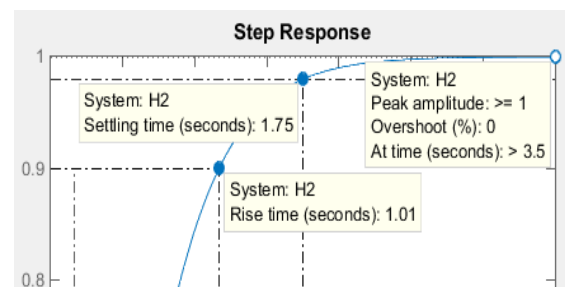 Step Response
1
System: H2
Settling time (seconds): 1.75
System: H2
Peak amplitude: >= 1
Overshoot (%): 0
At time (seconds): > 3.5
0.9
System: H2
Rise time (seconds): 1.01
0.8